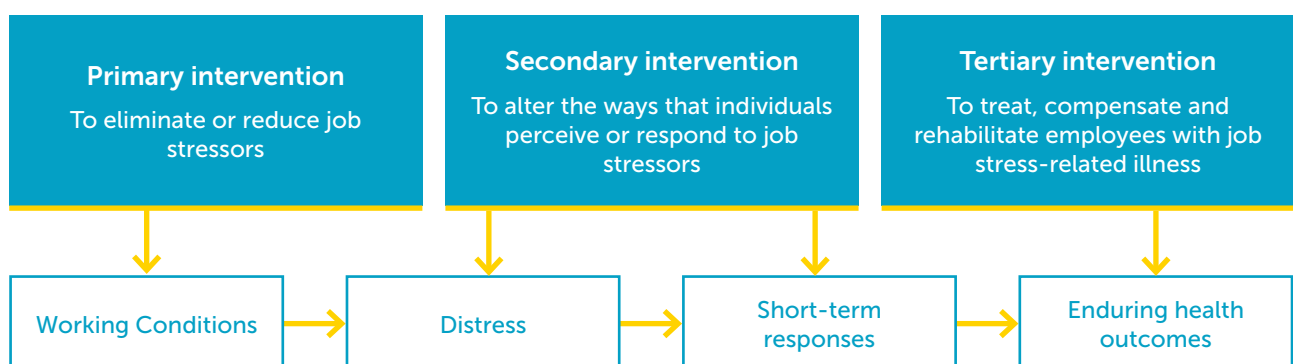 Primary intervention
To eliminate or reduce job
stressors
Secondary intervention
To alter the ways that individuals
perceive or respond to job
stressors
Tertiary intervention
To treat, compensate and
rehabilitate employees with job
stress-related illness
Working Conditions
Distress
Short-term
responses
Enduring health
outcomes